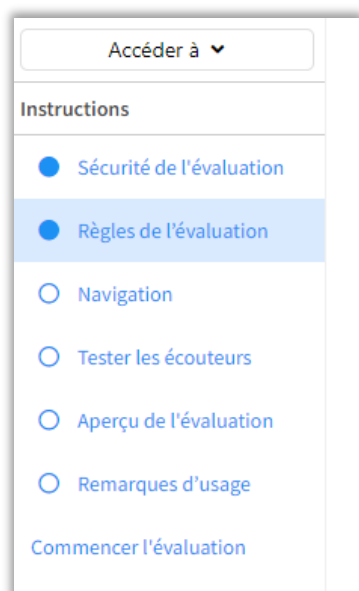 Accéder à
Instructions
Sécurité de l'évaluation
Règles de l’évaluation
Navigation
Tester les écouteurs
Aperçu de l'évaluation
Remarques d’usage
Commencer l'évaluation